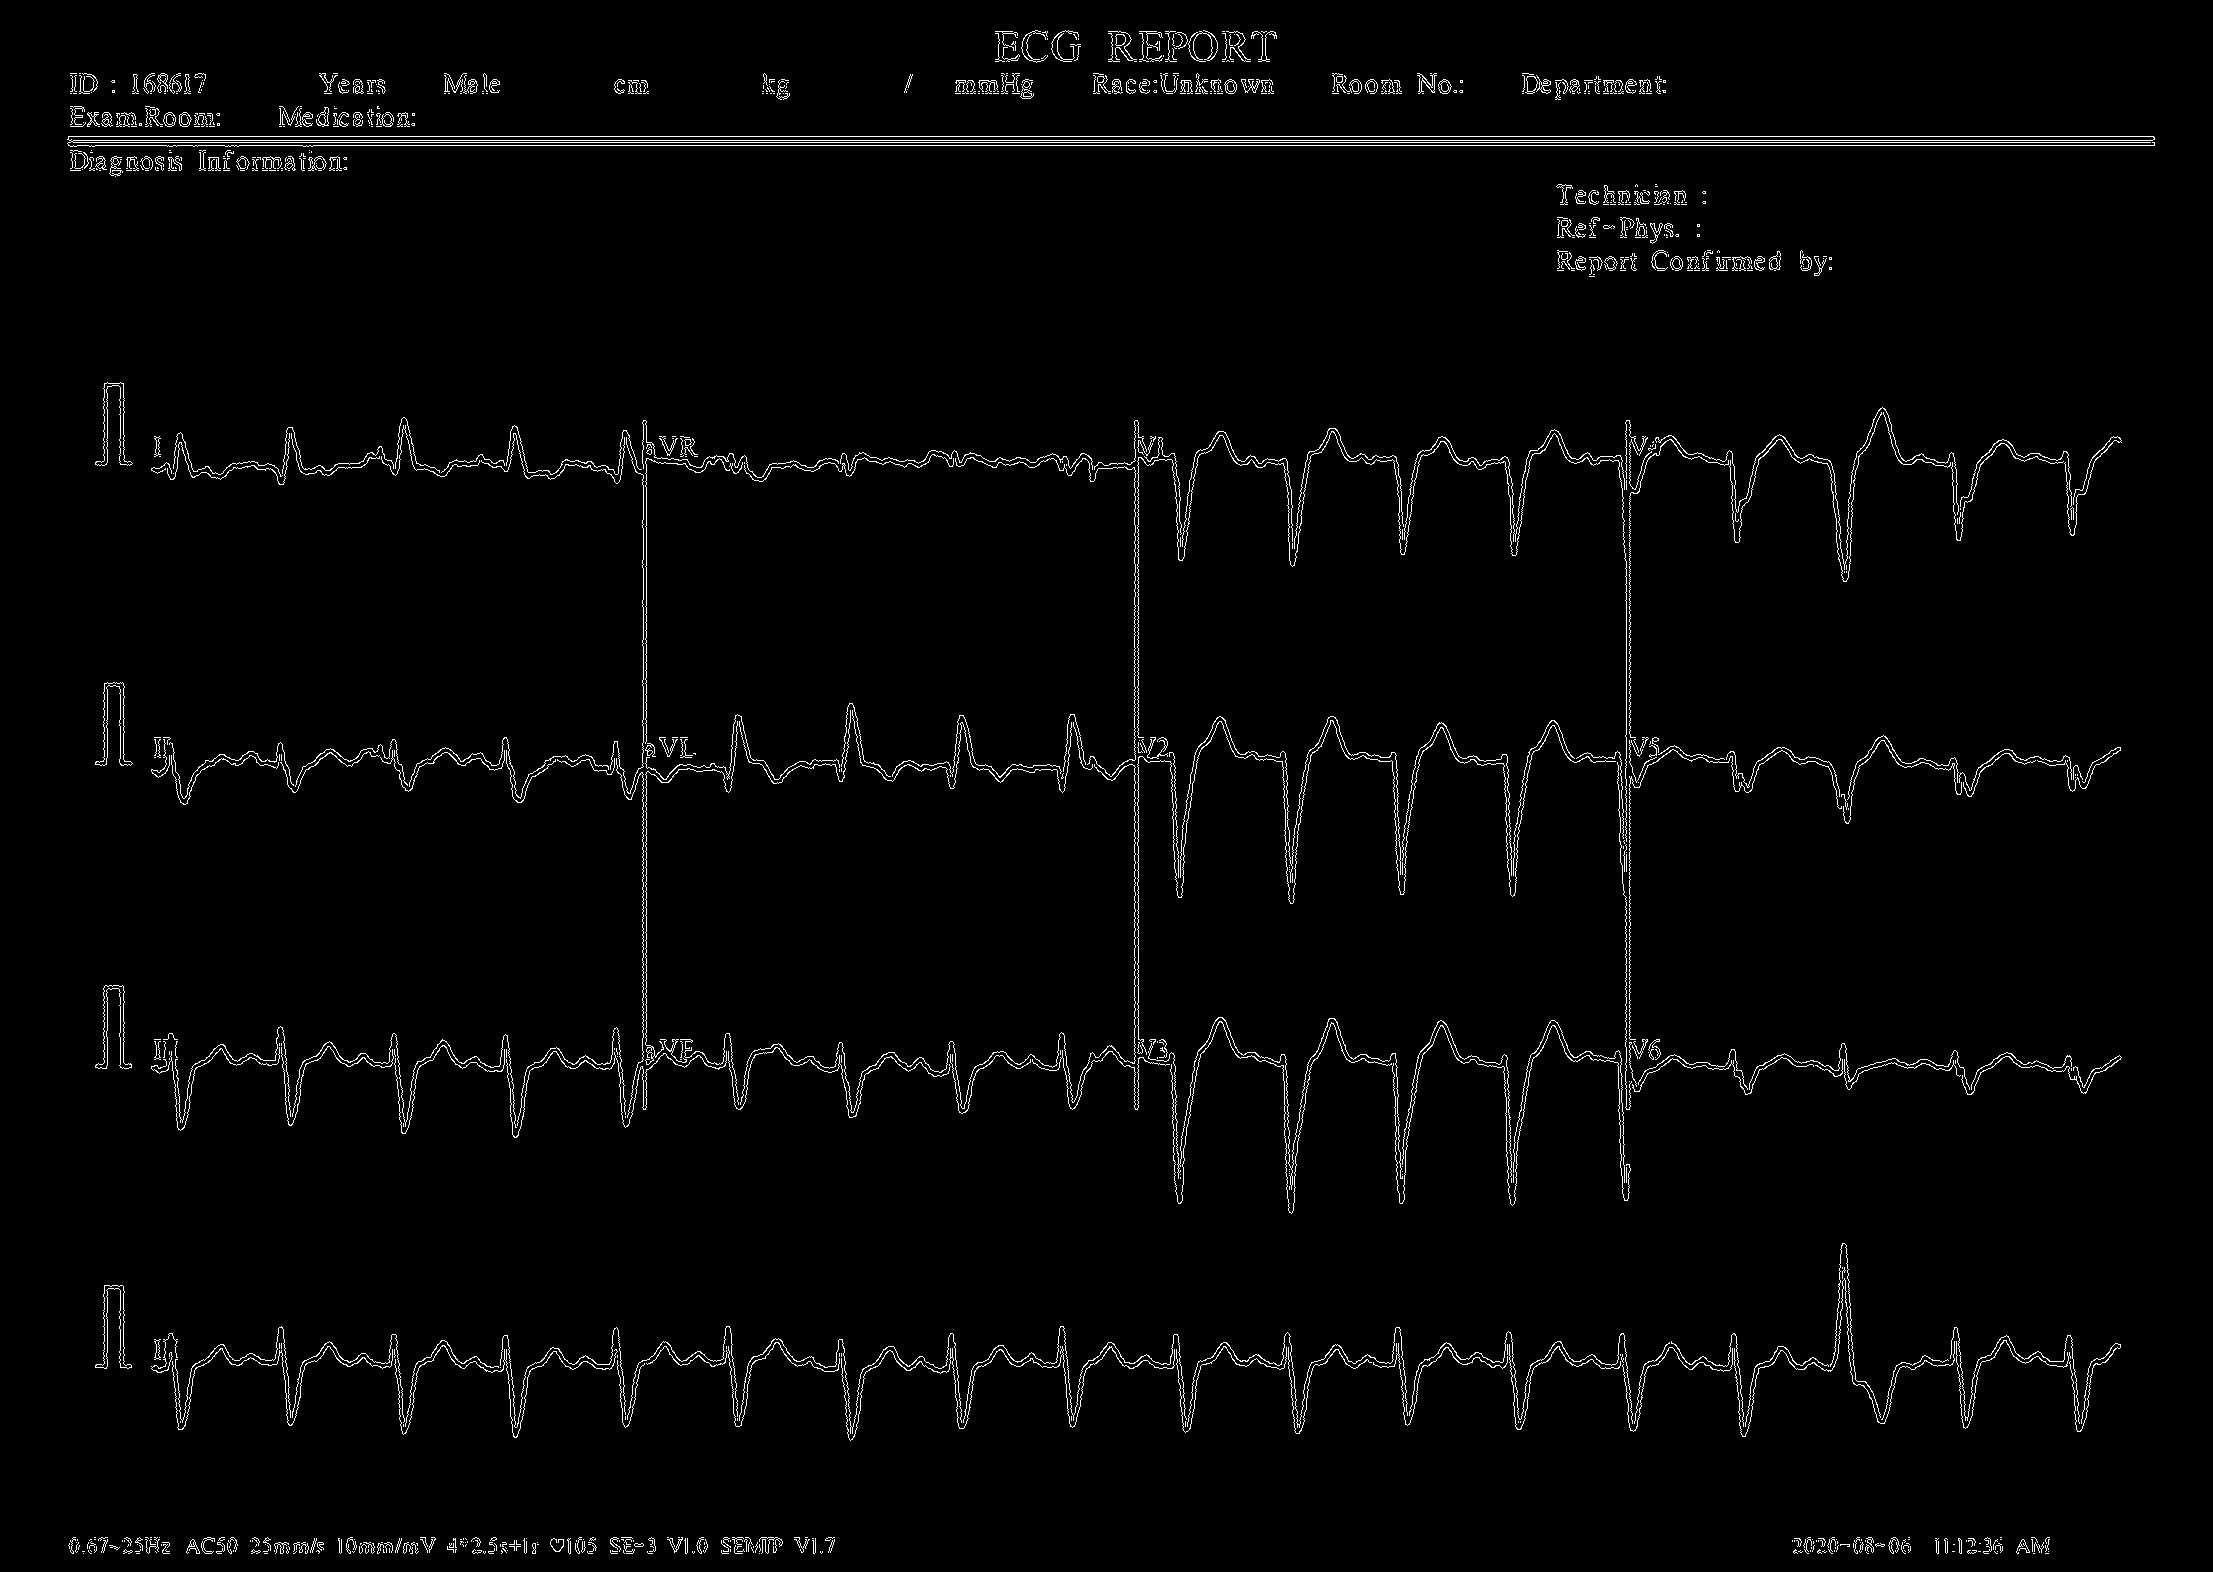 ECG REPORT
ID : 168617 Years Male cm kg / mmHg Race:Unknown Room No.: Department:
Exam.Room: Medication:
Diagnosis Information:
Technician :
Ref-Phys. :
Report Confirmed by:
I aVR V1 V4
II aVL V2 V5
aVF V3 V6
0.67~25Hz AC50 25mm/s 10mm/mV 4*2.5s+1r ♡105 SE-3 V1.0 SEMIP V1.7 2020-08-06 11:12:36 AM